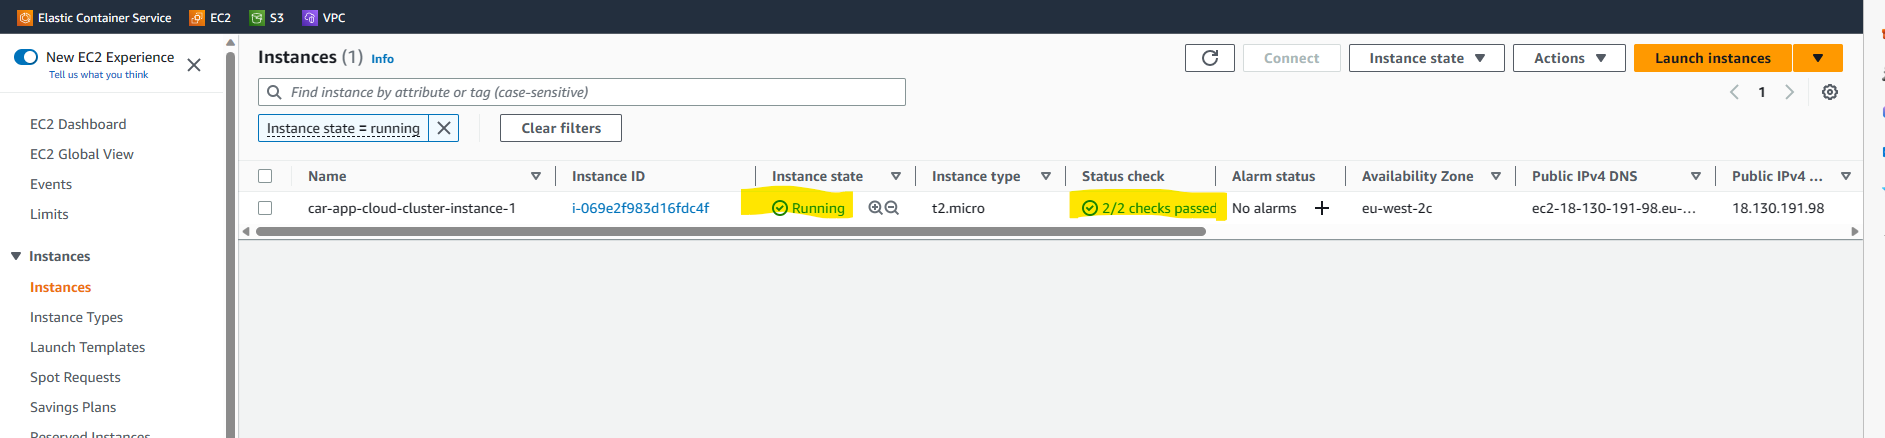 Elastic Container Service EC2 S3 VPC
New EC2 Experience
Tell us what you think
EC2 Dashboard
EC2 Global View
Events
Limits
Instances
Instances
Instance Types
Launch Templates
Spot Requests
Savings Plans
Reserved Instances
Instances (1) Info
Connect Instance state Actions Launch instances
Find instance by attribute or tag (case-sensitive)
1
Instance state = running Clear filters
Name Instance ID Instance state Instance type Status check Alarm status Availability Zone Public IPv4 DNS Public IPv4 ...
car-app-cloud-cluster-instance-1 i-069e2f983d16fdc4f Running t2.micro 2/2 checks passed No alarms + eu-west-2c ec2-18-130-191-98.eu-... 18.130.191.98